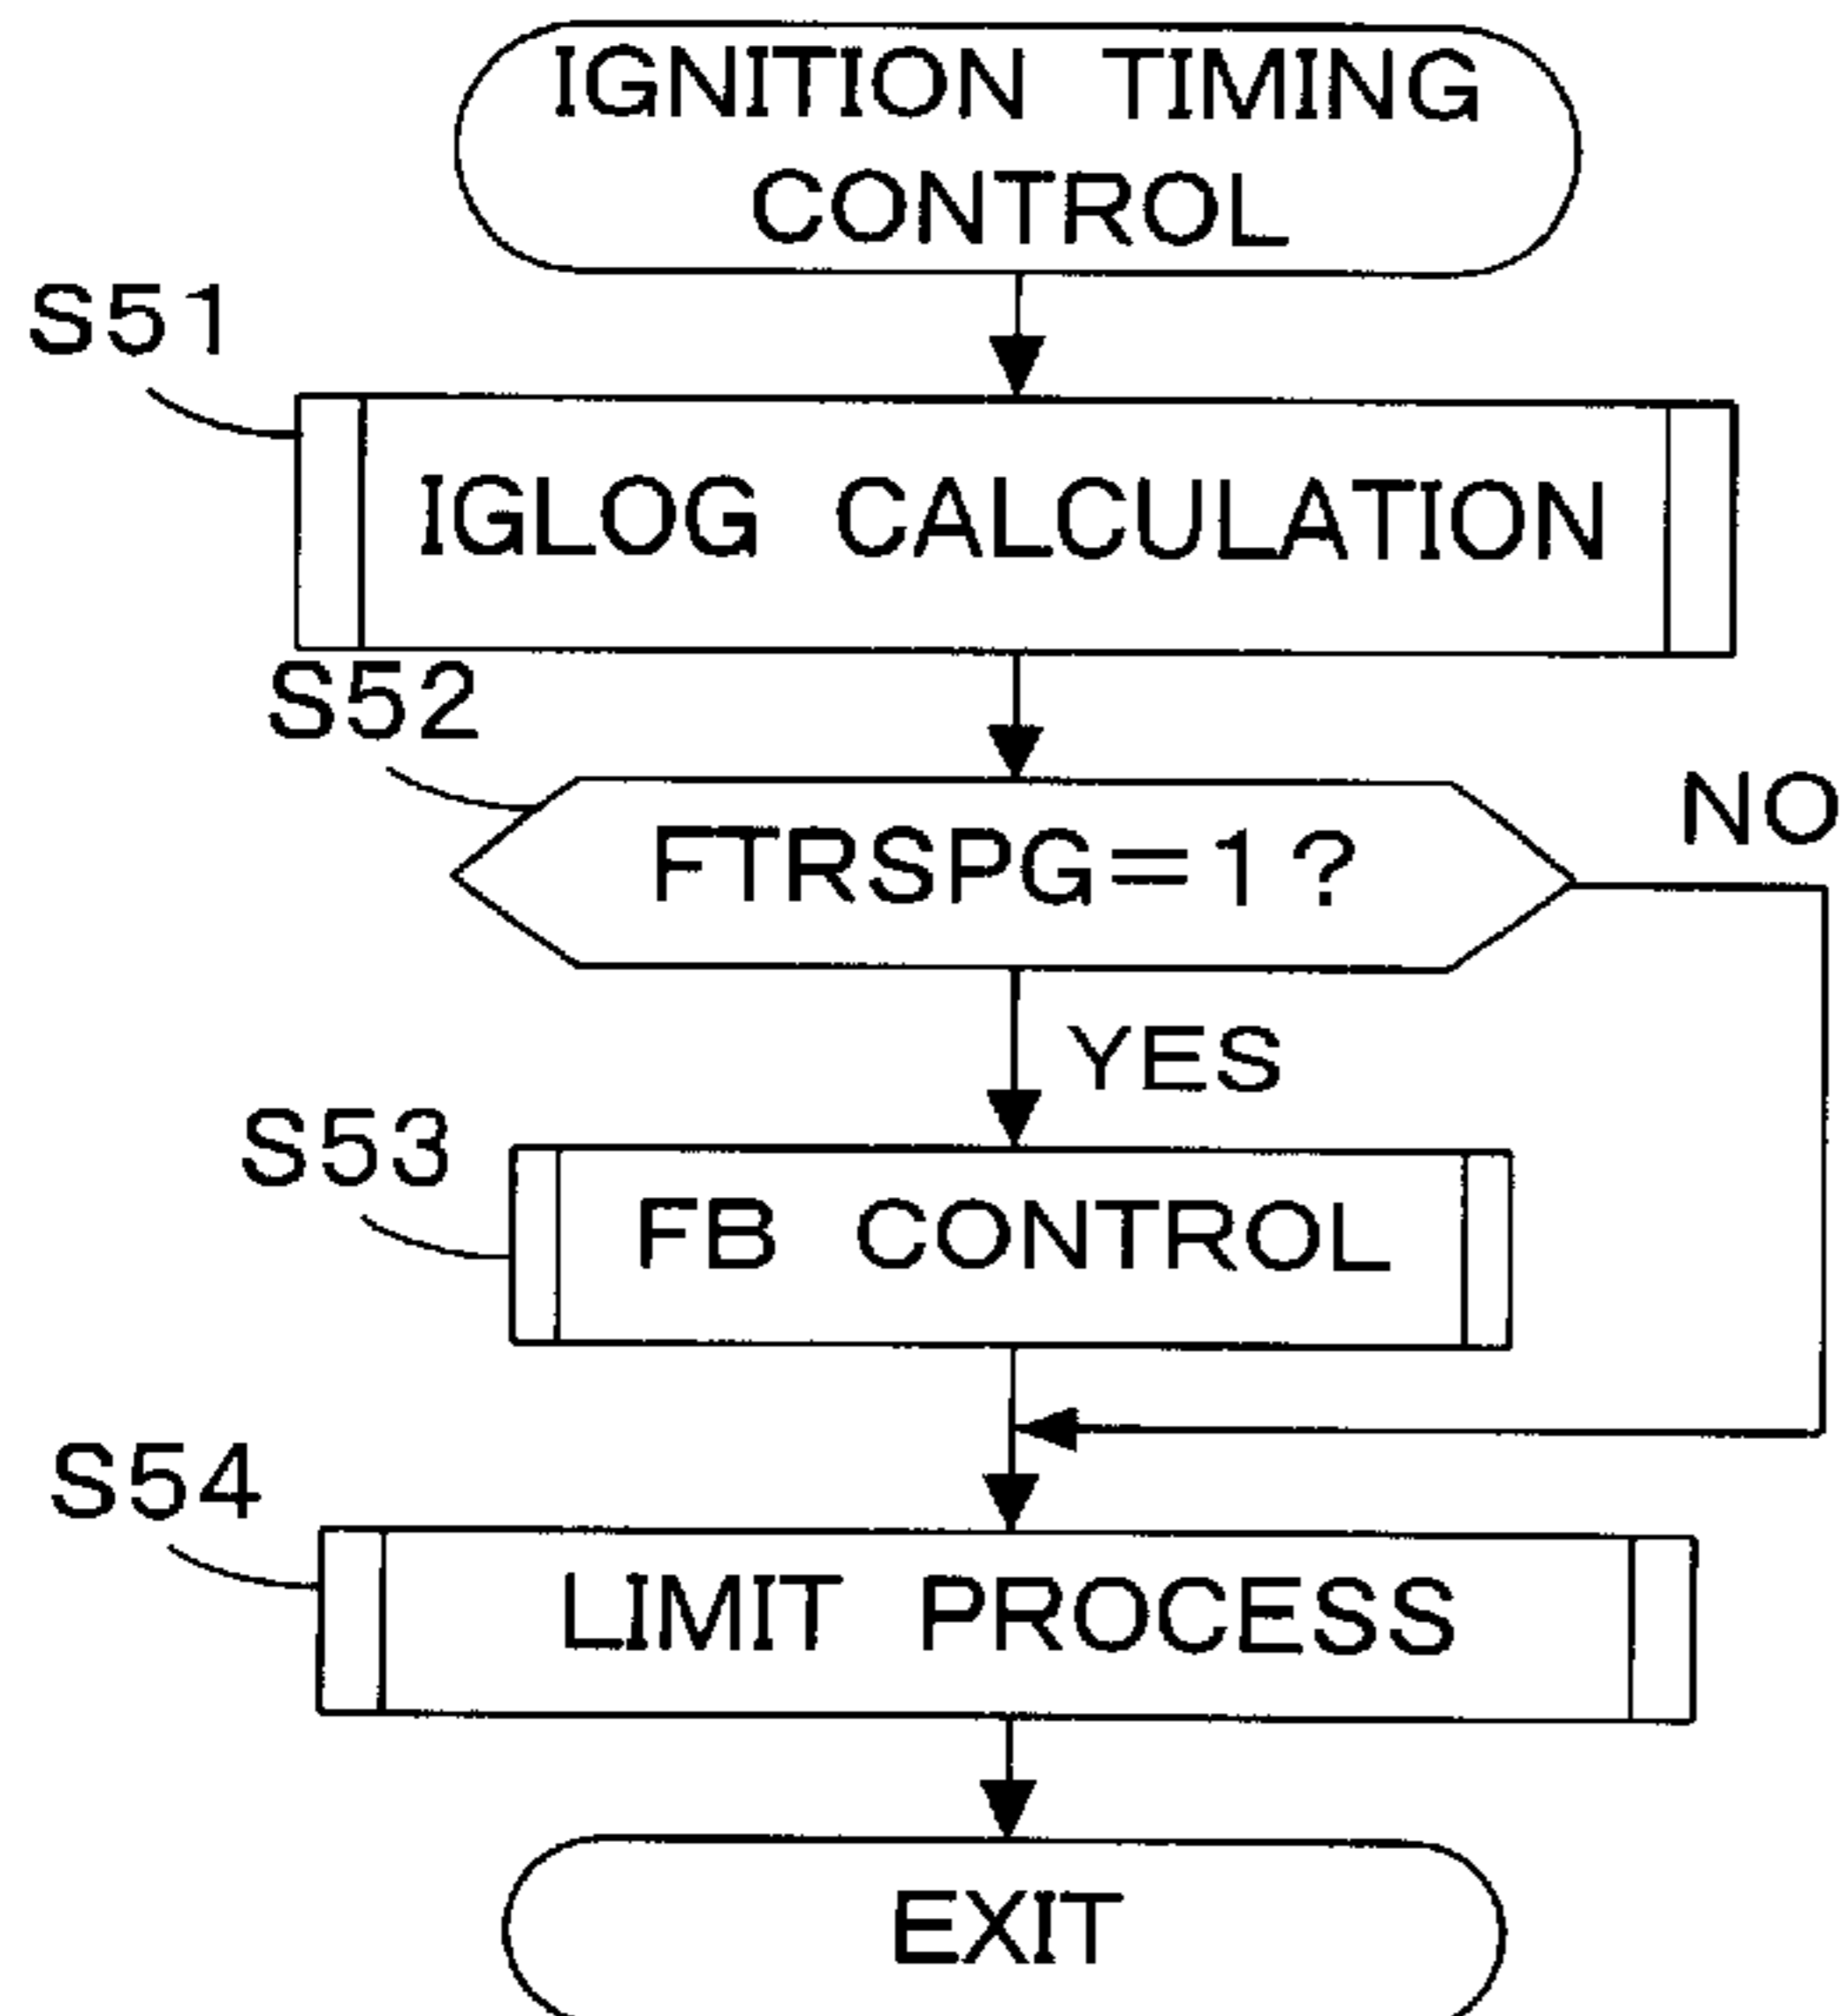 IGNITION TIMING
CONTROL
S51
IGLOG CALCULATION
S52
FTRSPG=1?
NO
YES
S53
FB CONTROL
S54
LIMIT PROCESS
EXIT